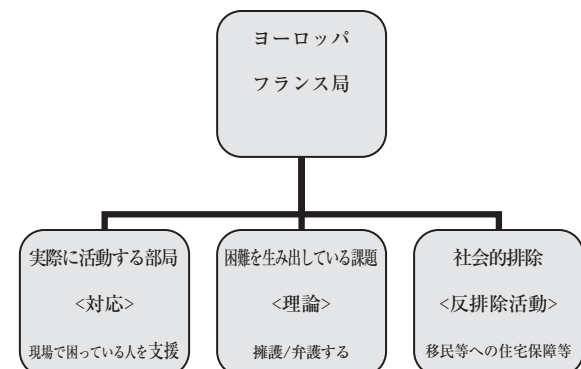 ヨーロッパ
フランス局
実際に活動する部局
<対応>
現場で困っている人を支援
困難を生み出している課題
<理論>
擁護/弁護する
社会的排除
<反排除活動>
移民等への住宅保障等